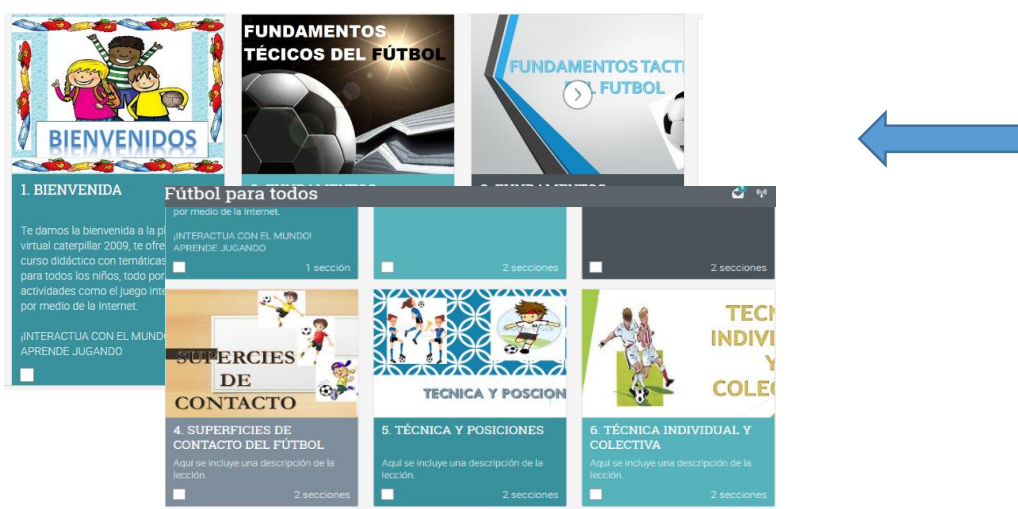 BIENVENIDOS
FUNDAMENTOS
TÉCICOS DEL FÚTBOL
FUNDAMENTOS TACTI
L FUTBOL
1. BIENVENIDA
Te damos la bienvenida a la pl
virtual caterpillar 2009, te ofre
curso didáctico con temáticas
para todos los niños, todo por
actividades como el juego inte
por medio de la Internet.
¡INTERACTUA CON EL MUND
APRENDE JUGANDO
Fútbol para todos
por medio de la Internet.
¡INTERACTUA CON EL MUNDO!
APRENDE JUGANDO
1 sección
2 secciones
2 secciones
SUPERCIES
DE
CONTACTO
4. SUPERFICIES DE
CONTACTO DEL FÚTBOL
Aquí se incluye una descripción de la
lección.
2 secciones
TECNICA Y POSCION
5. TÉCNICA Y POSICIONES
Aquí se incluye una descripción de la
lección.
2 secciones
TECN
INDIVI
Y
COLE
6. TÉCNICA INDIVIDUAL Y
COLECTIVA
Aquí se incluye una descripción de la
lección.
2 secciones